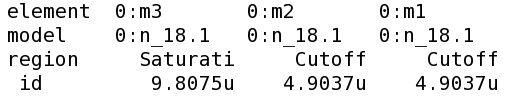 element 0:m3 0:m2 0:m1
model 0:n_18.1 0:n_18.1 0:n_18.1
region Saturati Cutoff Cutoff
id 9.8075u 4.9037u 4.9037u